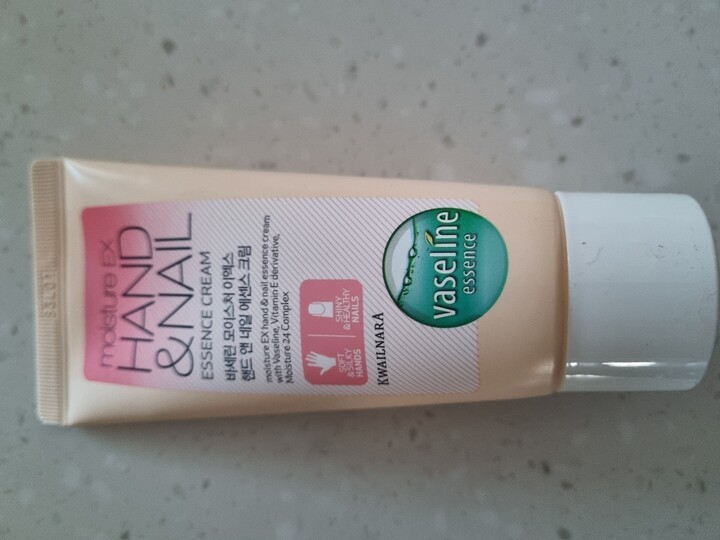 moisture EX
HAND
& NAIL
ESSENCE CREAM
바세린 모이스처 이엑스
핸드 앤 네일 에센스 크림
moisture EX hand & nail essence cream
with Vaseline, Vitamin E derivative,
Moisture 24 Complex
SOFT
& SILKY
HANDS
SHINY
& HEALTHY
NAILS
KWAILNARA
vaseline
essence